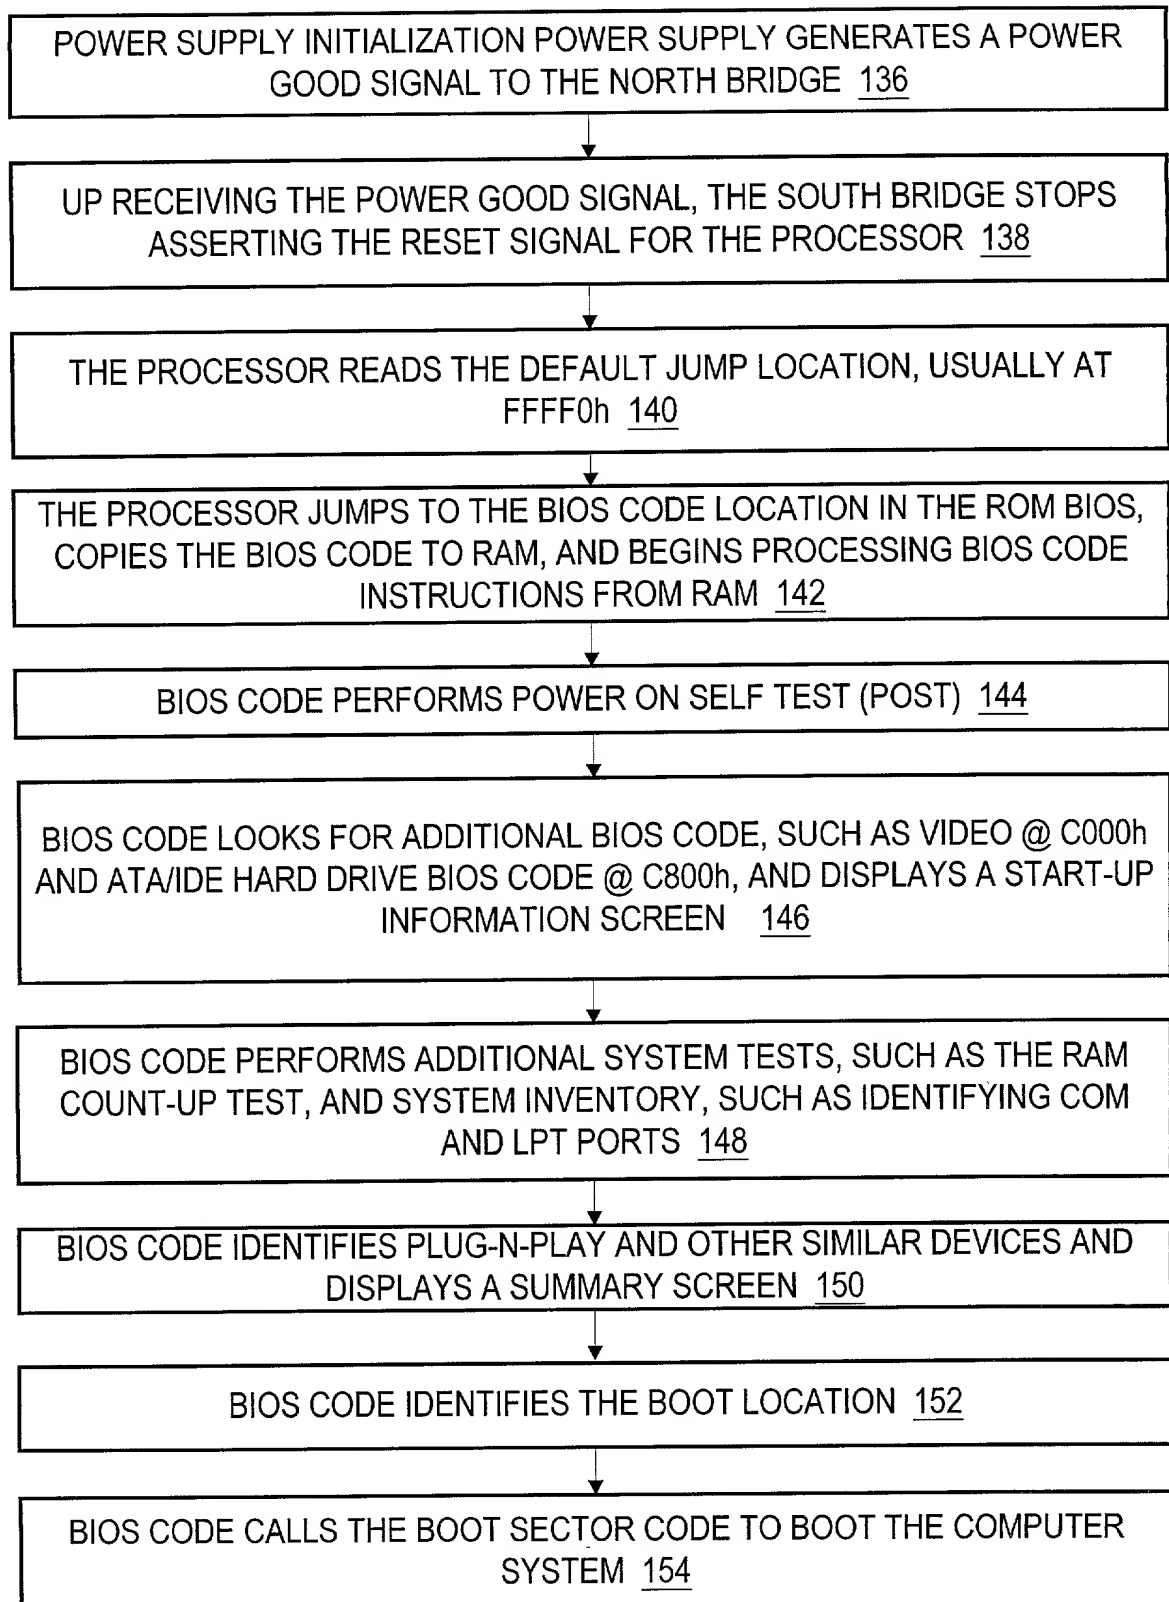 POWER SUPPLY INITIALIZATION POWER SUPPLY GENERATES A POWER
GOOD SIGNAL TO THE NORTH BRIDGE 136
UP RECEIVING THE POWER GOOD SIGNAL, THE SOUTH BRIDGE STOPS
ASSERTING THE RESET SIGNAL FOR THE PROCESSOR 138
THE PROCESSOR READS THE DEFAULT JUMP LOCATION, USUALLY AT
FFFF0h 140
THE PROCESSOR JUMPS TO THE BIOS CODE LOCATION IN THE ROM BIOS,
COPIES THE BIOS CODE TO RAM, AND BEGINS PROCESSING BIOS CODE
INSTRUCTIONS FROM RAM 142
BIOS CODE PERFORMS POWER ON SELF TEST (POST) 144
BIOS CODE LOOKS FOR ADDITIONAL BIOS CODE, SUCH AS VIDEO @ C000h
AND ATA/IDE HARD DRIVE BIOS CODE @ C800h, AND DISPLAYS A START-UP
INFORMATION SCREEN 146
BIOS CODE PERFORMS ADDITIONAL SYSTEM TESTS, SUCH AS THE RAM
COUNT-UP TEST, AND SYSTEM INVENTORY, SUCH AS IDENTIFYING COM
AND LPT PORTS 148
BIOS CODE IDENTIFIES PLUG-N-PLAY AND OTHER SIMILAR DEVICES AND
DISPLAYS A SUMMARY SCREEN 150
BIOS CODE IDENTIFIES THE BOOT LOCATION 152
BIOS CODE CALLS THE BOOT SECTOR CODE TO BOOT THE COMPUTER
SYSTEM 154